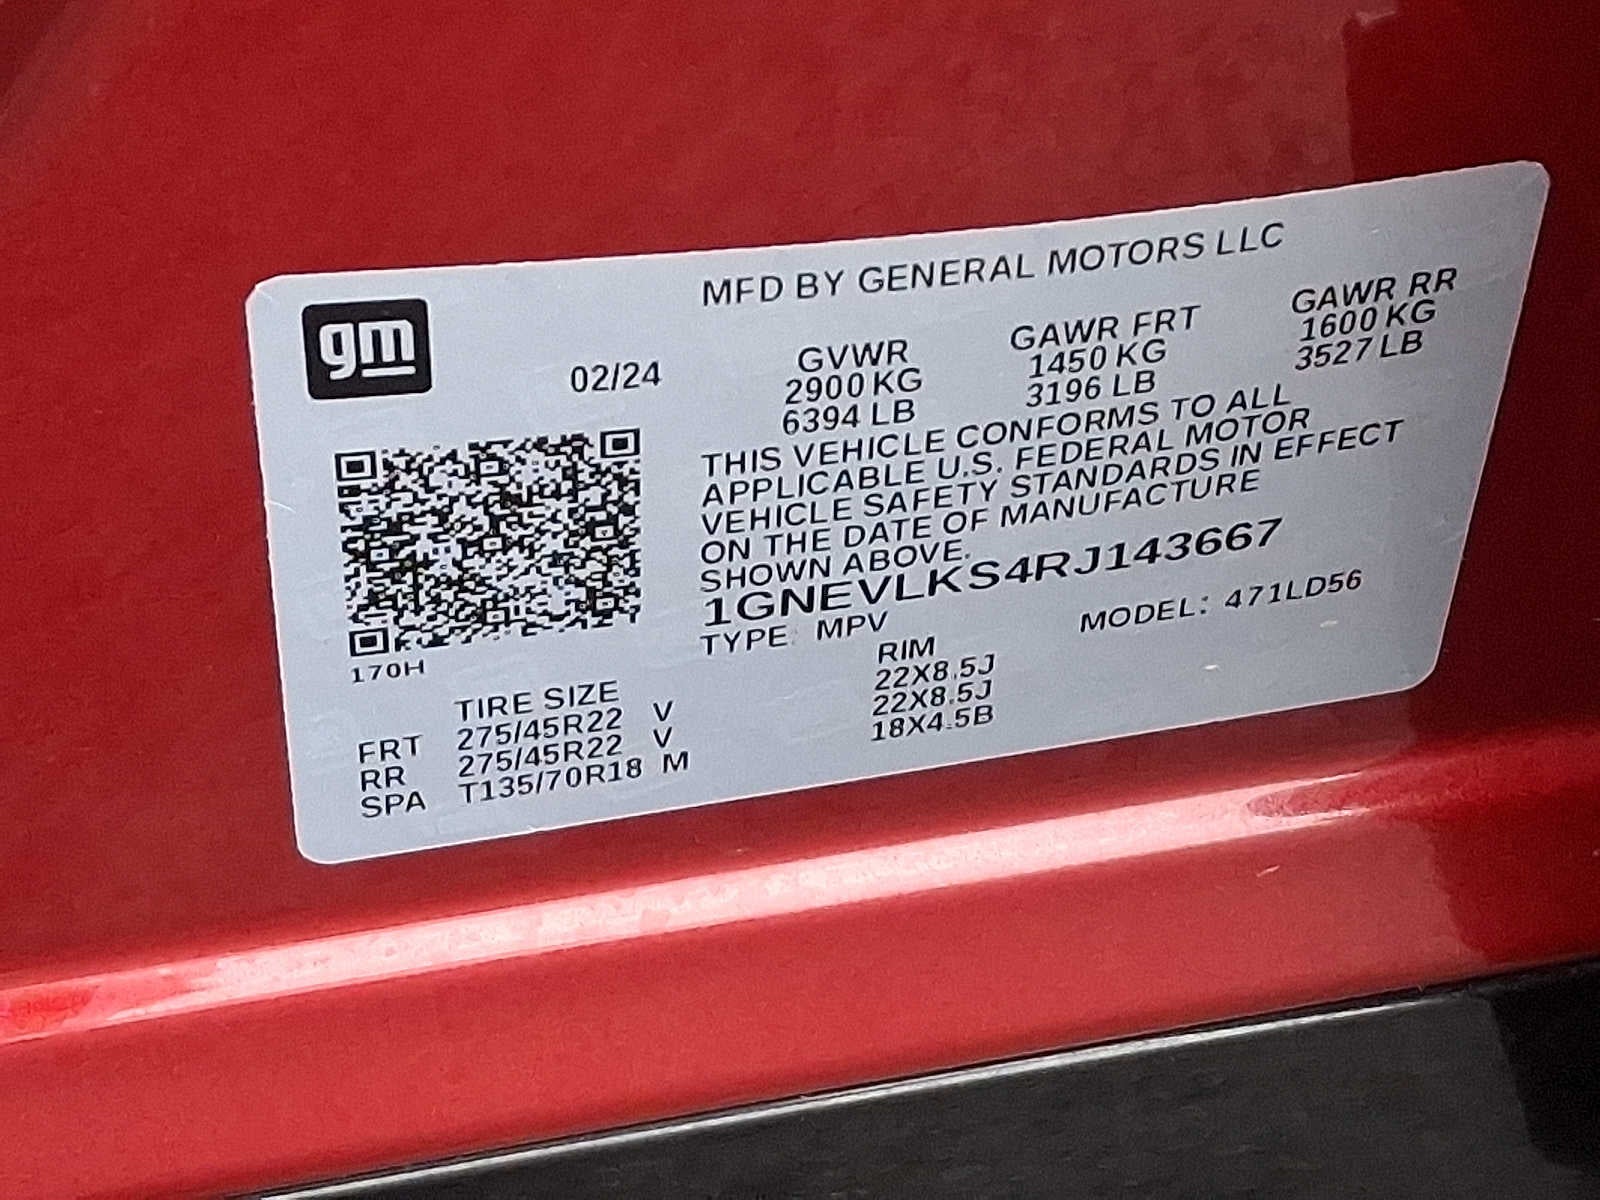 MFD BY GENERAL MOTORS LLC
gm
02/24
GVWR GAWR FRT GAWR RR
2900 KG 1450 KG 1600 KG
6394 LB 3196 LB 3527 LB
THIS VEHICLE CONFORMS TO ALL
APPLICABLE U.S. FEDERAL MOTOR
VEHICLE SAFETY STANDARDS IN EFFECT
ON THE DATE OF MANUFACTURE
SHOWN ABOVE.
1GNEVLKS4RJ143667
TYPE: MPV MODEL: 471LD56
170H
TIRE SIZE RIM
FRT 275/45R22 V 22X8.5J
RR 275/45R22 V 22X8.5J
SPA T135/70R18 M 18X4.5B